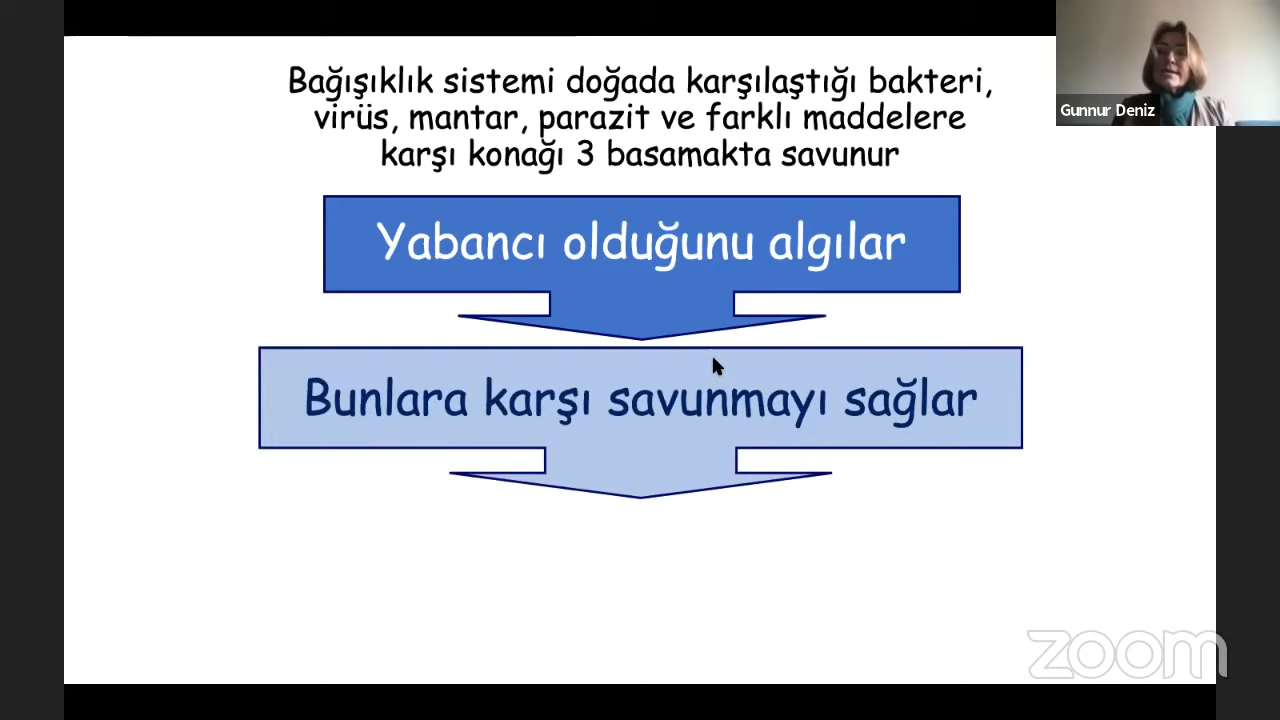 Bağışıklık sistemi doğada karşılaştığı bakteri,
virüs, mantar, parazit ve farklı maddelere
karşı konağı 3 basamakta savunur
Gunnur Deniz
Yabancı olduğunu algılar
Bunlara karşı savunmayı sağlar
zoom